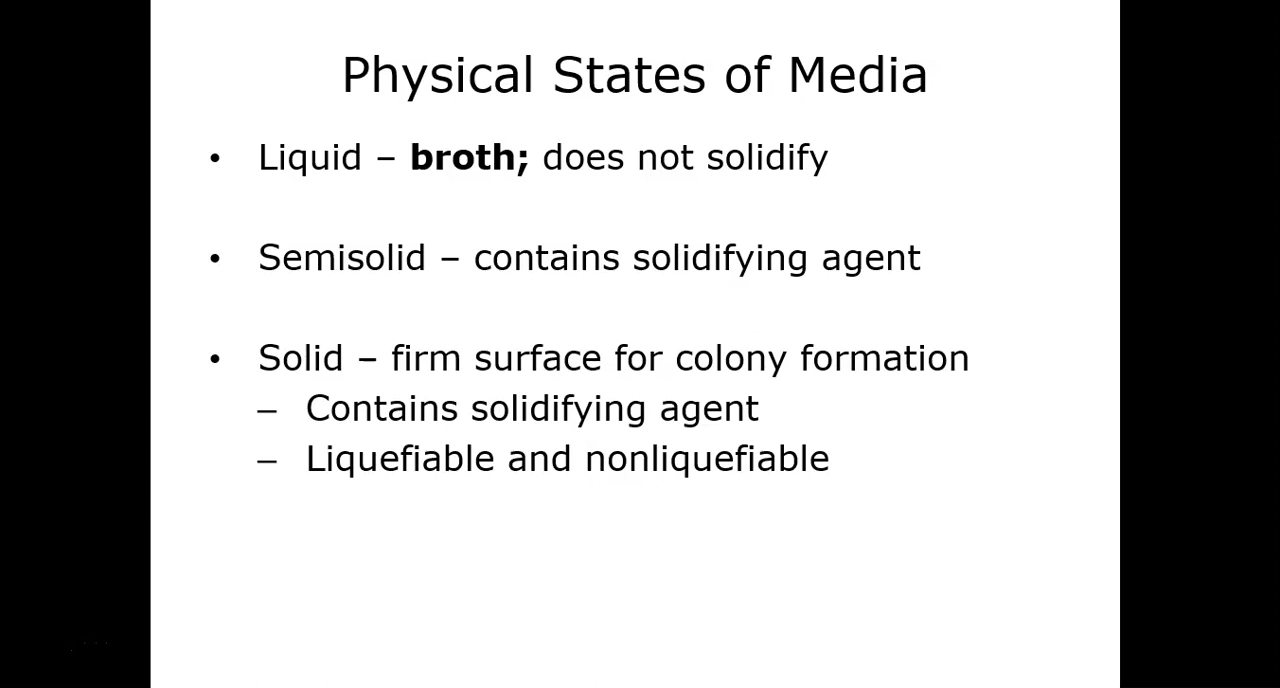 Physical States of Media
• Liquid – broth; does not solidify
• Semisolid – contains solidifying agent
• Solid – firm surface for colony formation
– Contains solidifying agent
– Liquefiable and nonliquefiable